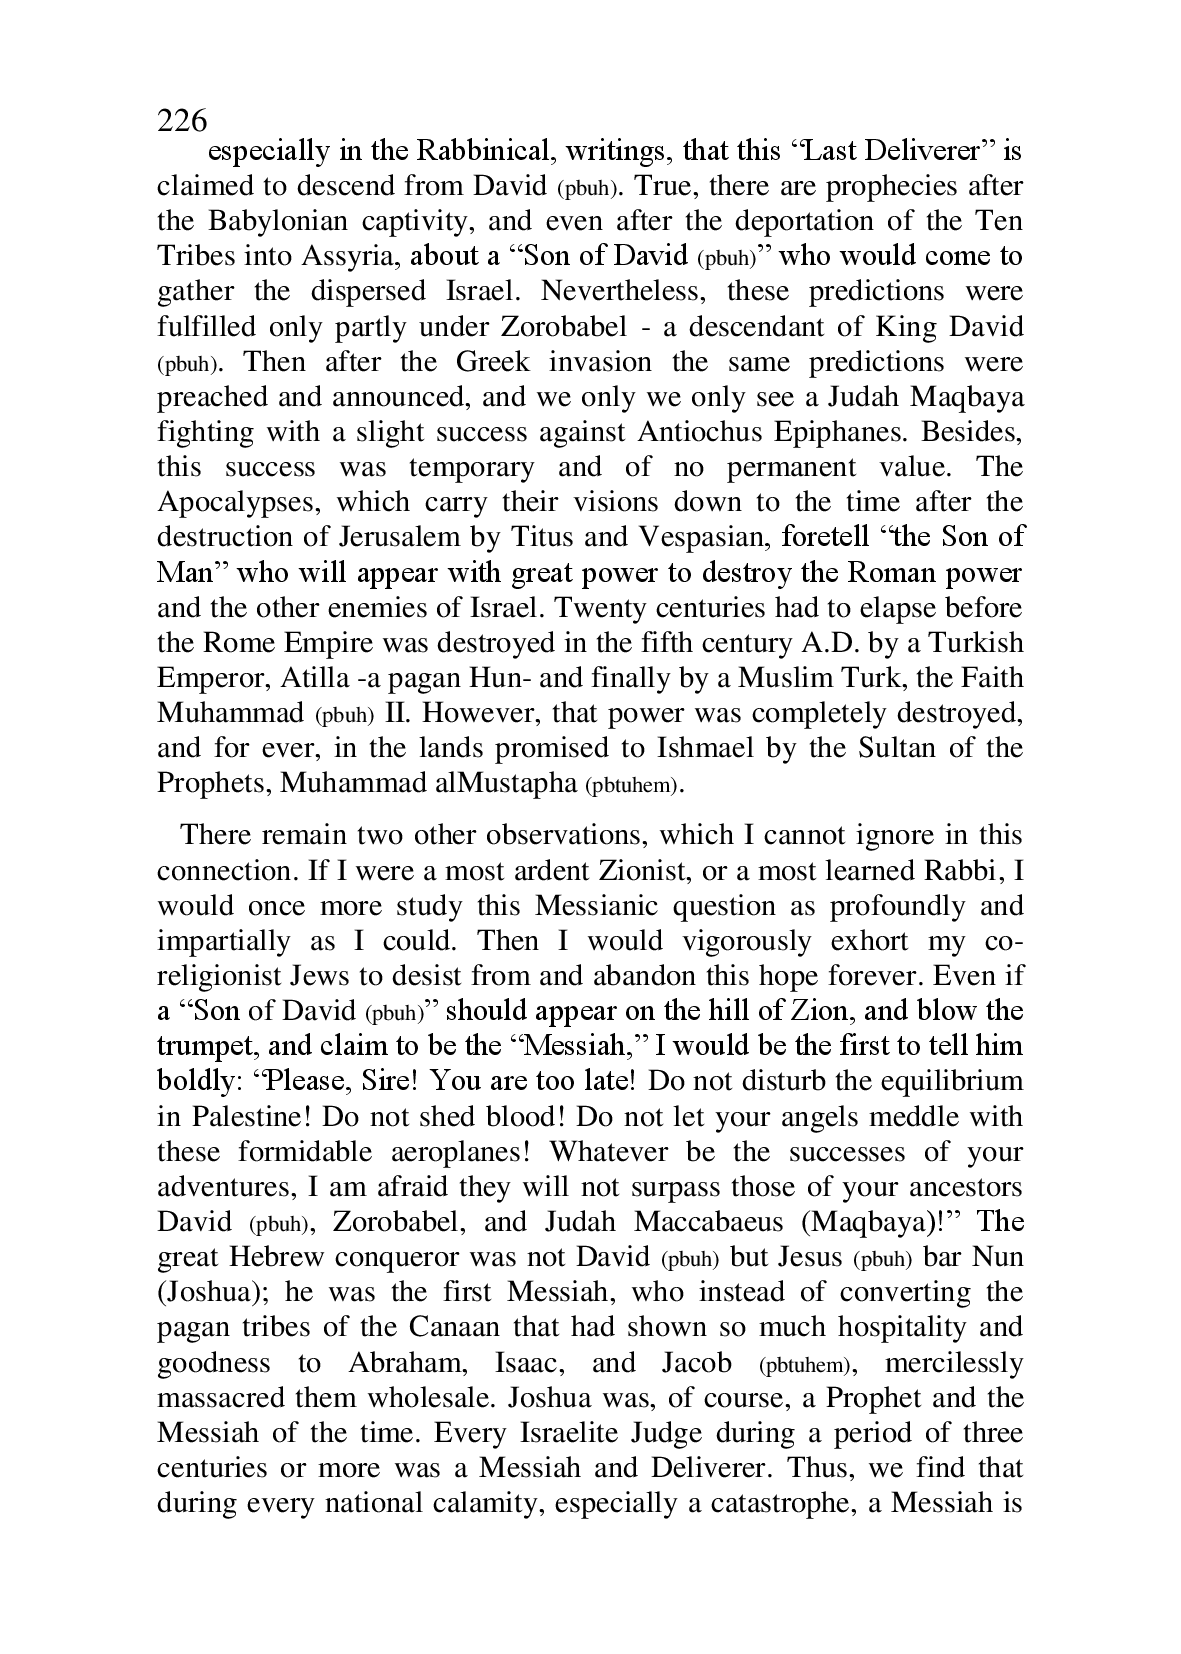 226
especially in the Rabbinical, writings, that this “Last Deliverer” is
claimed to descend from David (pbuh). True, there are prophecies after
the Babylonian captivity, and even after the deportation of the Ten
Tribes into Assyria, about a “Son of David (pbuh)” who would come to
gather the dispersed Israel. Nevertheless, these predictions were
fulfilled only partly under Zorobabel - a descendant of King David
(pbuh). Then after the Greek invasion the same predictions were
preached and announced, and we only we only see a Judah Maqbaya
fighting with a slight success against Antiochus Epiphanes. Besides,
this success was temporary and of no permanent value. The
Apocalypses, which carry their visions down to the time after the
destruction of Jerusalem by Titus and Vespasian, foretell “the Son of
Man” who will appear with great power to destroy the Roman power
and the other enemies of Israel. Twenty centuries had to elapse before
the Rome Empire was destroyed in the fifth century A.D. by a Turkish
Emperor, Atilla -a pagan Hun- and finally by a Muslim Turk, the Faith
Muhammad (pbuh) II. However, that power was completely destroyed,
and for ever, in the lands promised to Ishmael by the Sultan of the
Prophets, Muhammad alMustapha (pbtuhem).
There remain two other observations, which I cannot ignore in this
connection. If I were a most ardent Zionist, or a most learned Rabbi, I
would once more study this Messianic question as profoundly and
impartially as I could. Then I would vigorously exhort my co-
religionist Jews to desist from and abandon this hope forever. Even if
a “Son of David (pbuh)” should appear on the hill of Zion, and blow the
trumpet, and claim to be the “Messiah,” I would be the first to tell him
boldly: “Please, Sire! You are too late! Do not disturb the equilibrium
in Palestine! Do not shed blood! Do not let your angels meddle with
these formidable aeroplanes! Whatever be the successes of your
adventures, I am afraid they will not surpass those of your ancestors
David (pbuh), Zorobabel, and Judah Maccabaeus (Maqbaya)!” The
great Hebrew conqueror was not David (pbuh) but Jesus (pbuh) bar Nun
(Joshua); he was the first Messiah, who instead of converting the
pagan tribes of the Canaan that had shown so much hospitality and
goodness to Abraham, Isaac, and Jacob (pbtuhem), mercilessly
massacred them wholesale. Joshua was, of course, a Prophet and the
Messiah of the time. Every Israelite Judge during a period of three
centuries or more was a Messiah and Deliverer. Thus, we find that
during every national calamity, especially a catastrophe, a Messiah is